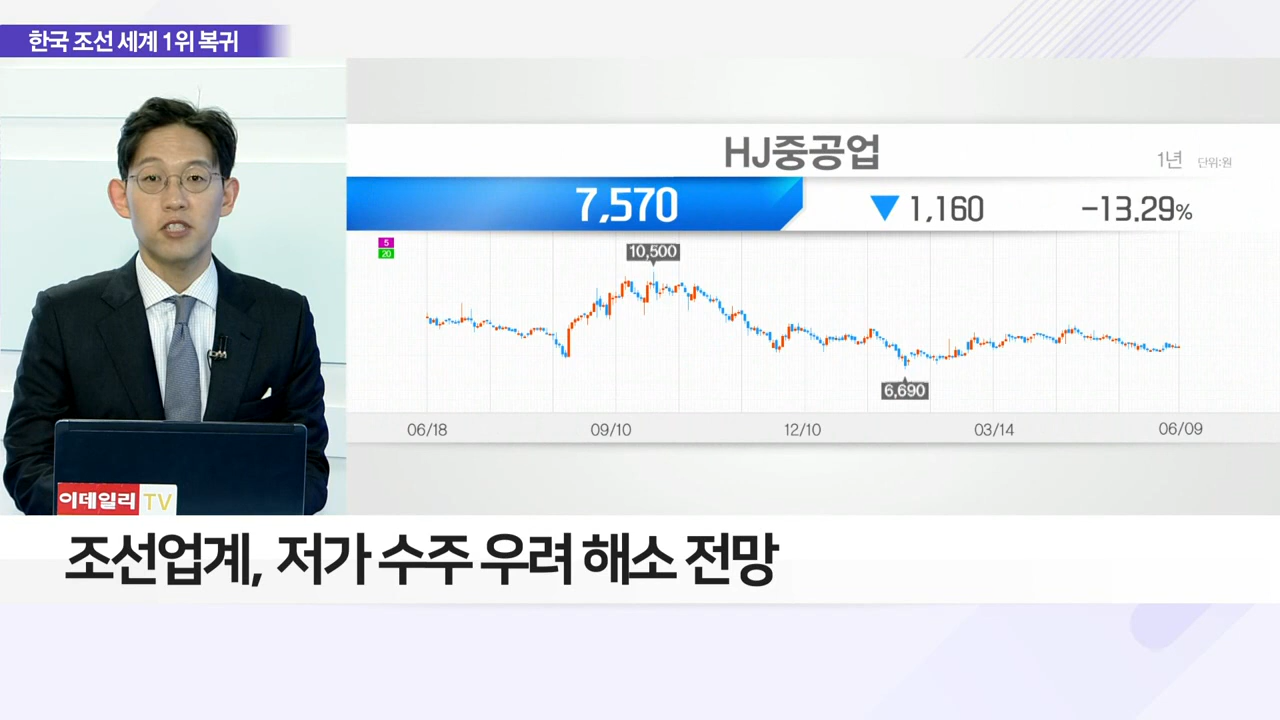 한국 조선 세계 1위 복귀
HJ중공업
1년 단위:원
7,570 ▼ 1,160 -13.29%
5
20
10,500
6,690
06/18 09/10 12/10 03/14 06/09
이데일리 TV
조선업계, 저가 수주 우려 해소 전망